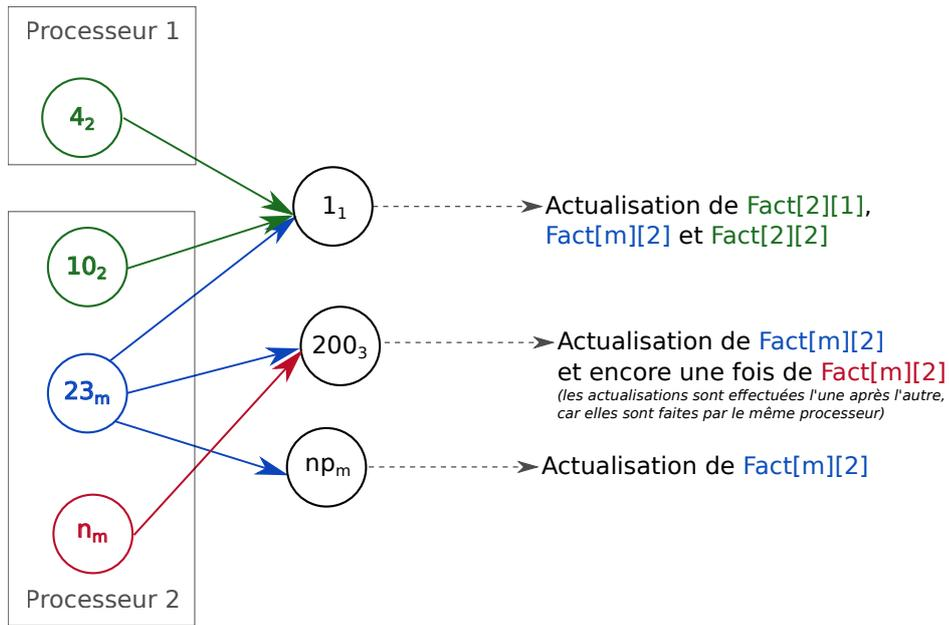 Processeur 1
4₂
1₁
Actualisation de Fact[2][1],
Fact[m][2] et Fact[2][2]
10₂
200₃
Actualisation de Fact[m][2]
et encore une fois de Fact[m][2]
(les actualisations sont effectuées l'une après l'autre,
car elles sont faites par le même processeur)
23ₘ
npₘ
Actualisation de Fact[m][2]
nₘ
Processeur 2